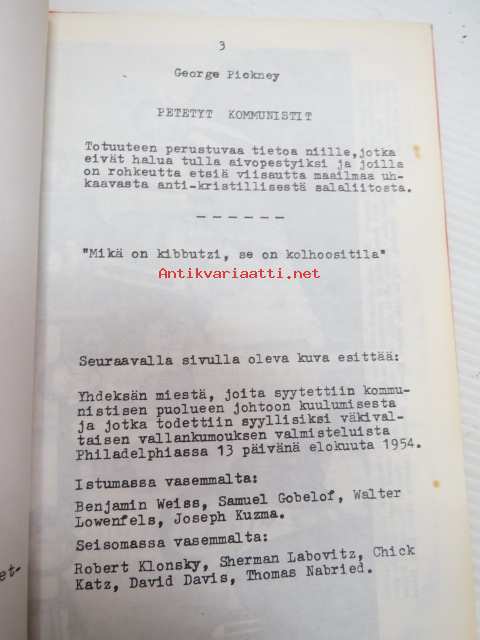 3
George Pickney
PETETYT KOMMUNISTIT
Totuuteen perustuvaa tietoa niille,jotka
eivät halua tulla aivopestyiksi ja joilla
on rohkeutta etsiä viisautta maailmaa uh-
kaavasta anti-kristillisestä salaliitosta.
- - - - - -
"Mikä on kibbutzi, se on kolhoositila"
Antikvariaatti.net
Seuraavalla sivulla oleva kuva esittää:
Yhdeksän miestä, joita syytettiin kommu-
nistisen puolueen johtoon kuulumisesta
ja jotka todettiin syyllisiksi väkival-
taisen vallankumouksen valmisteluista
Philadelphiassa 13 päivänä elokuuta 1954.
Istumassa vasemmalta:
Benjamin Weiss, Samuel Gobelof, Walter
Lowenfels, Joseph Kuzma.
Seisomassa vasemmalta:
Robert Klonsky, Sherman Labovitz, Chick
Katz, David Davis, Thomas Nabried.
et-